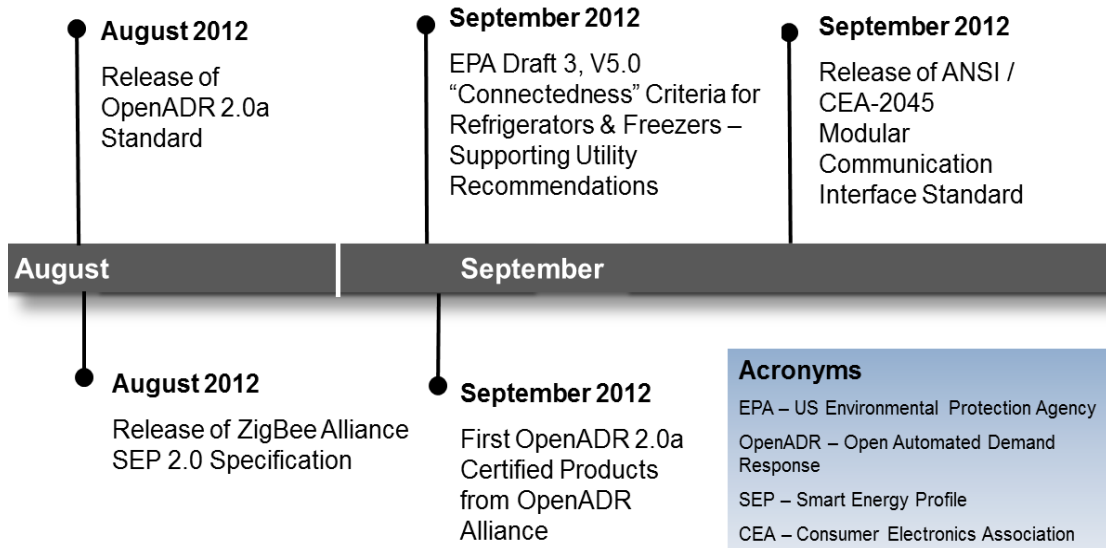 August 2012
Release of
OpenADR 2.0a
Standard
September 2012
EPA Draft 3, V5.0
“Connectedness” Criteria for
Refrigerators & Freezers –
Supporting Utility
Recommendations
September 2012
Release of ANSI /
CEA-2045
Modular
Communication
Interface Standard
August
September
August 2012
Release of ZigBee Alliance
SEP 2.0 Specification
September 2012
First OpenADR 2.0a
Certified Products
from OpenADR
Alliance
Acronyms
EPA – US Environmental Protection Agency
OpenADR – Open Automated Demand
Response
SEP – Smart Energy Profile
CEA – Consumer Electronics Association